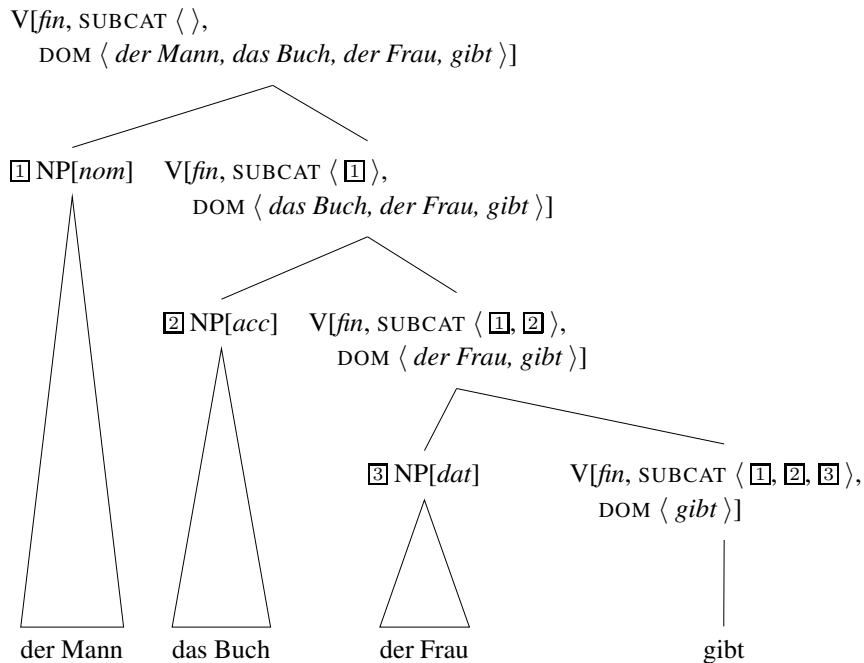 V[fin, SUBCAT ⟨ ⟩,
DOM ⟨ der Mann, das Buch, der Frau, gibt ⟩]
1 NP[nom] V[fin, SUBCAT ⟨ 1 ⟩,
DOM ⟨ das Buch, der Frau, gibt ⟩]
2 NP[acc] V[fin, SUBCAT ⟨ 1, 2 ⟩,
DOM ⟨ der Frau, gibt ⟩]
3 NP[dat] V[fin, SUBCAT ⟨ 1, 2, 3 ⟩,
DOM ⟨ gibt ⟩]
der Mann das Buch der Frau gibt